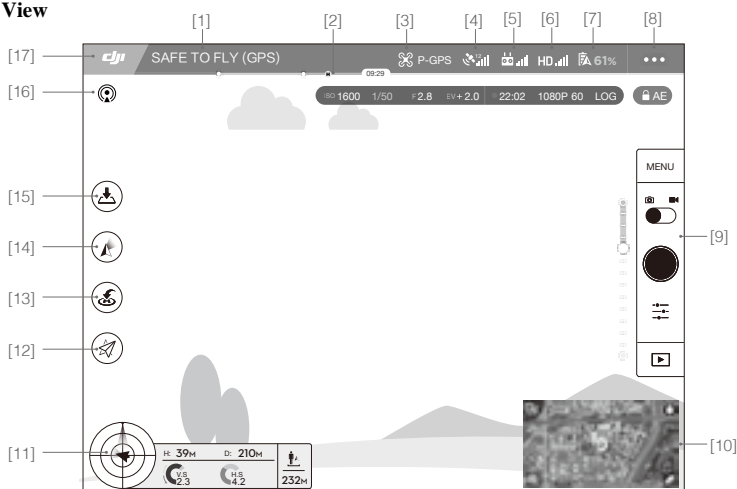 View
[1] [2] [3] [4] [5] [6] [7] [8]
[17] dji SAFE TO FLY (GPS) P-GPS 12 HD A 61%
09:29
[16] ISO 1600 1/50 F 2.8 EV +2.0 22:02 1080P 60 LOG AE
MENU
[15]
[9]
[14]
[13]
[12]
[11] H: 39M D: 210M [10]
V.S 2.3 H.S 4.2 232M